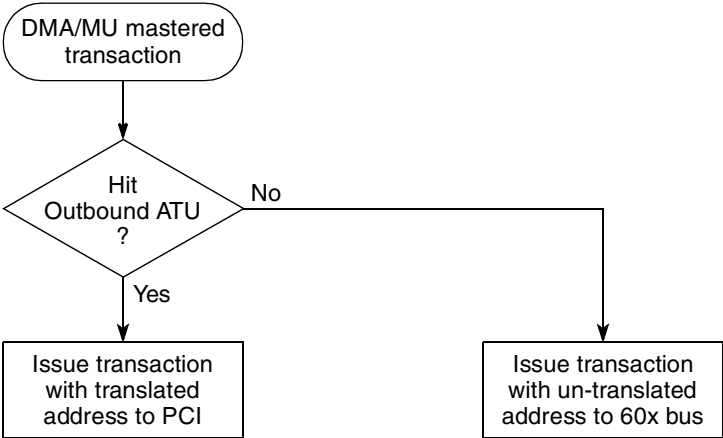 DMA/MU mastered
transaction
Hit
Outbound ATU
?
No
Yes
Issue transaction
with translated
address to PCI
Issue transaction
with un-translated
address to 60x bus